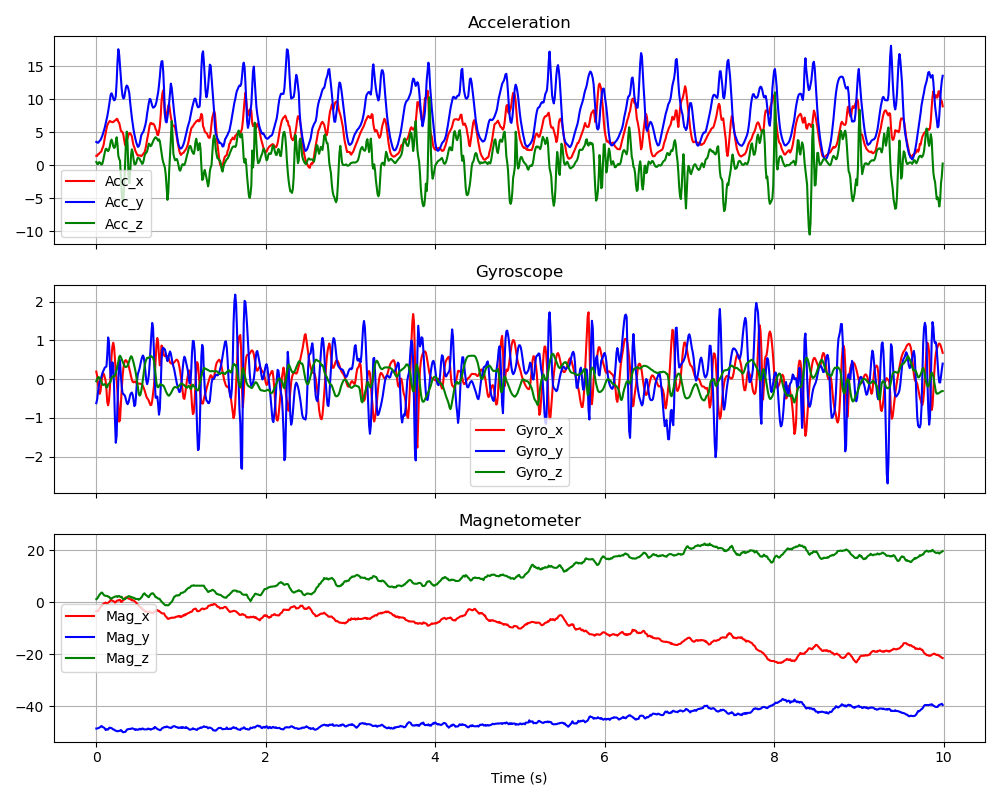 Acceleration
15
10
5
0
−5
−10
Acc_x
Acc_y
Acc_z
Gyroscope
2
1
0
−1
−2
Gyro_x
Gyro_y
Gyro_z
Magnetometer
20
0
−20
−40
Mag_x
Mag_y
Mag_z
0 2 4 6 8 10
Time (s)